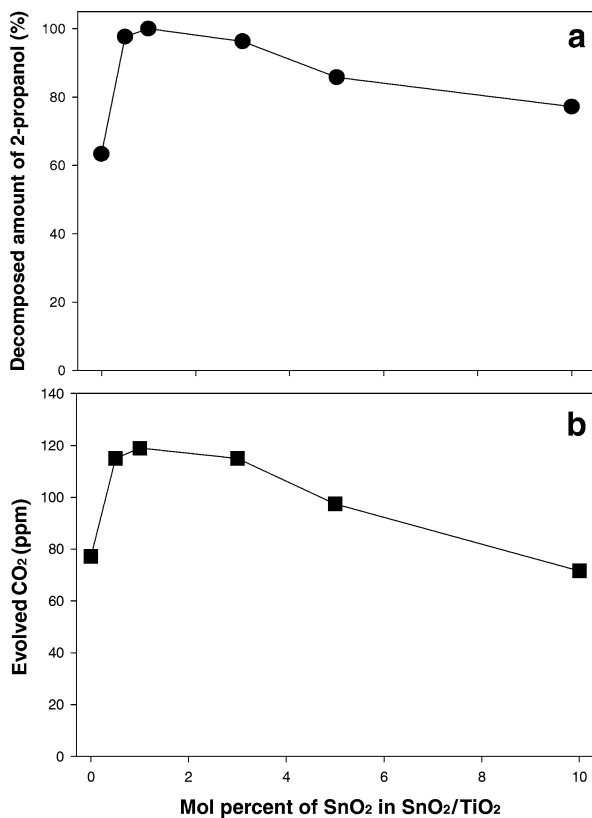 Decomposed amount of 2-propanol (%)
100
80
60
40
20
0
a
Evolved CO₂ (ppm)
140
120
100
80
60
40
20
0
b
0 2 4 6 8 10
Mol percent of SnO₂ in SnO₂/TiO₂